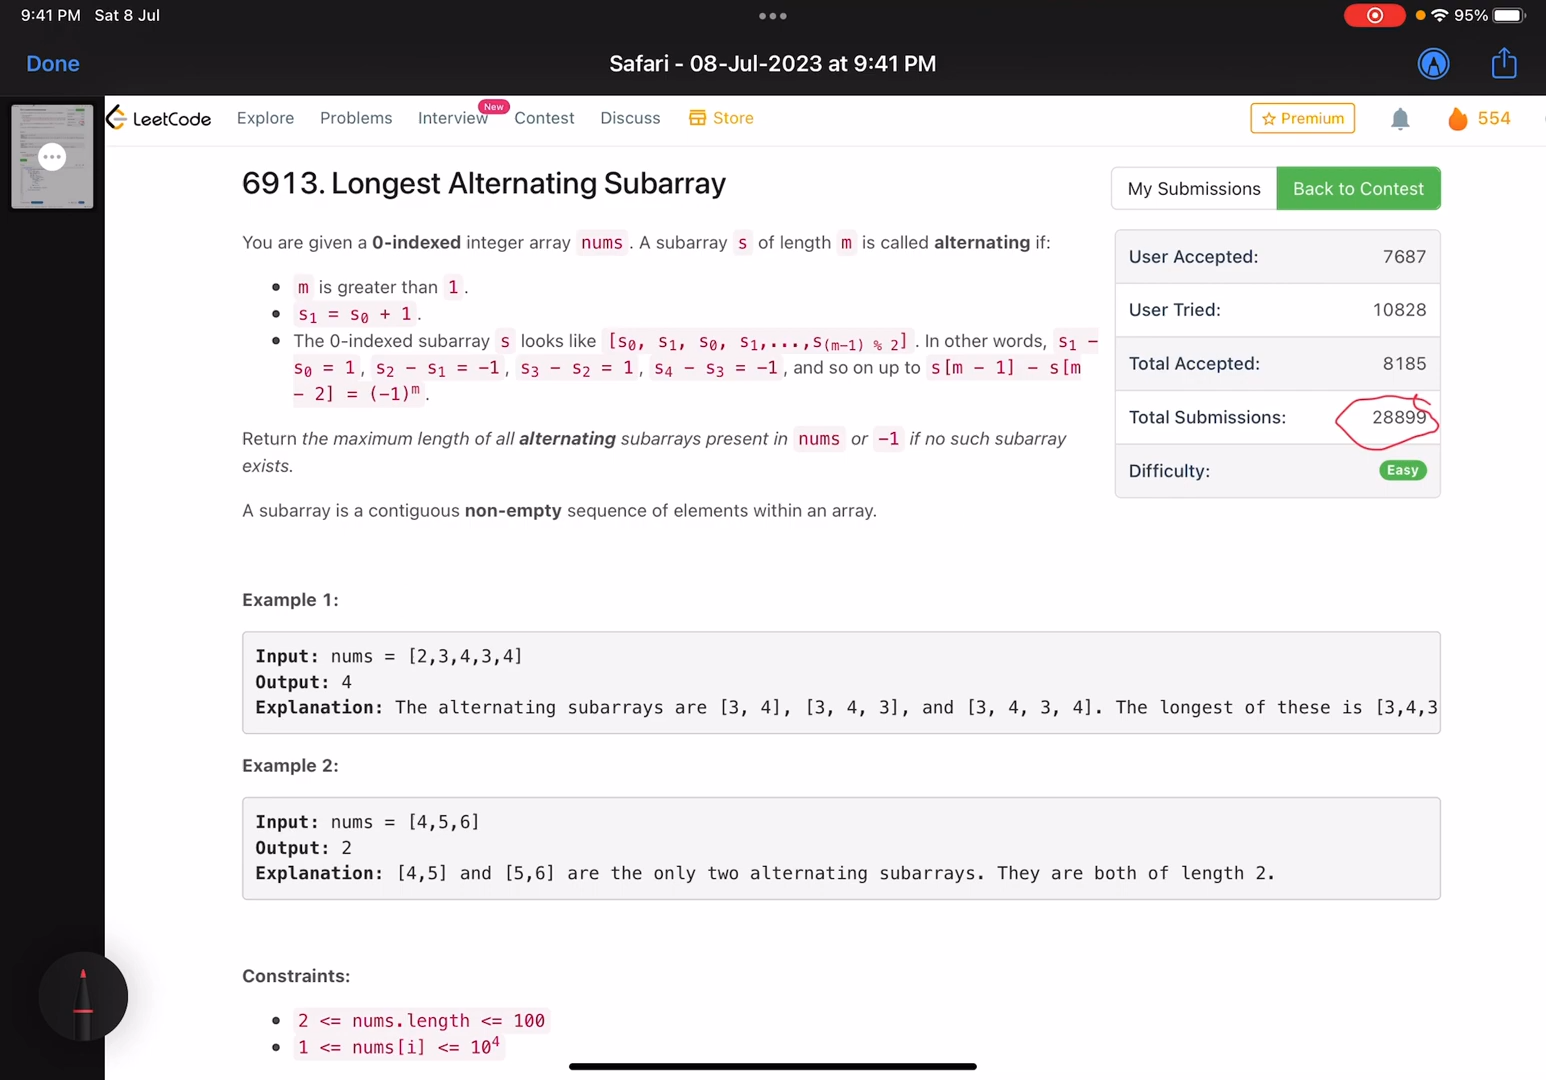 9:41 PM Sat 8 Jul
95%
Done
Safari - 08-Jul-2023 at 9:41 PM
LeetCode
Explore
Problems
Interview
New
Contest
Discuss
Store
Premium
554
6913. Longest Alternating Subarray
My Submissions
Back to Contest
You are given a 0-indexed integer array nums. A subarray s of length m is called alternating if:
• m is greater than 1.
• s₁ = s₀ + 1.
• The 0-indexed subarray s looks like [s₀, s₁, s₀, s₁,...,s₍ₘ₋₁₎ % ₂]. In other words, s₁ −
s₀ = 1, s₂ − s₁ = −1, s₃ − s₂ = 1, s₄ − s₃ = −1, and so on up to s[m − 1] − s[m
− 2] = (−1)ᵐ.
Return the maximum length of all alternating subarrays present in nums or −1 if no such subarray
exists.
A subarray is a contiguous non-empty sequence of elements within an array.
User Accepted: 7687
User Tried: 10828
Total Accepted: 8185
Total Submissions: 28899
Difficulty: Easy
Example 1:
Input: nums = [2,3,4,3,4]
Output: 4
Explanation: The alternating subarrays are [3, 4], [3, 4, 3], and [3, 4, 3, 4]. The longest of these is [3,4,3
Example 2:
Input: nums = [4,5,6]
Output: 2
Explanation: [4,5] and [5,6] are the only two alternating subarrays. They are both of length 2.
Constraints:
• 2 <= nums.length <= 100
• 1 <= nums[i] <= 10⁴